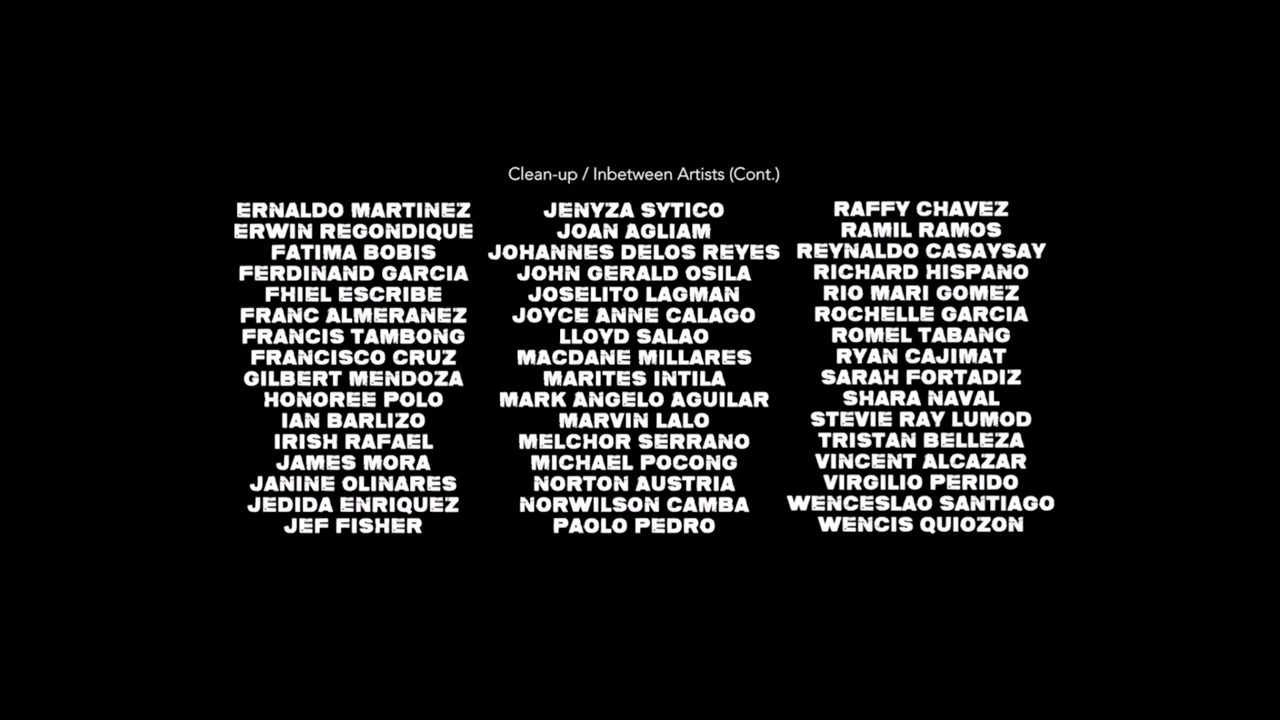 Clean-up / Inbetween Artists (Cont.)
ERNALDO MARTINEZ
ERWIN REGONDIQUE
FATIMA BOBIS
FERDINAND GARCIA
FHIEL ESCRIBE
FRANC ALMERANEZ
FRANCIS TAMBONG
FRANCISCO CRUZ
GILBERT MENDOZA
HONOREE POLO
IAN BARLIZO
IRISH RAFAEL
JAMES MORA
JANINE OLINARES
JEDIDA ENRIQUEZ
JEF FISHER
JENYZA SYTICO
JOAN AGLIAM
JOHANNES DELOS REYES
JOHN GERALD OSILA
JOSELITO LAGMAN
JOYCE ANNE CALAGO
LLOYD SALAO
MACDANE MILLARES
MARITES INTILA
MARK ANGELO AGUILAR
MARVIN LALO
MELCHOR SERRANO
MICHAEL POCONG
NORTON AUSTRIA
NORWILSON CAMBA
PAOLO PEDRO
RAFFY CHAVEZ
RAMIL RAMOS
REYNALDO CASAYSAY
RICHARD HISPANO
RIO MARI GOMEZ
ROCHELLE GARCIA
ROMEL TABANG
RYAN CAJIMAT
SARAH FORTADIZ
SHARA NAVAL
STEVIE RAY LUMOD
TRISTAN BELLEZA
VINCENT ALCAZAR
VIRGILIO PERIDO
WENCESLAO SANTIAGO
WENCIS QUIOZON